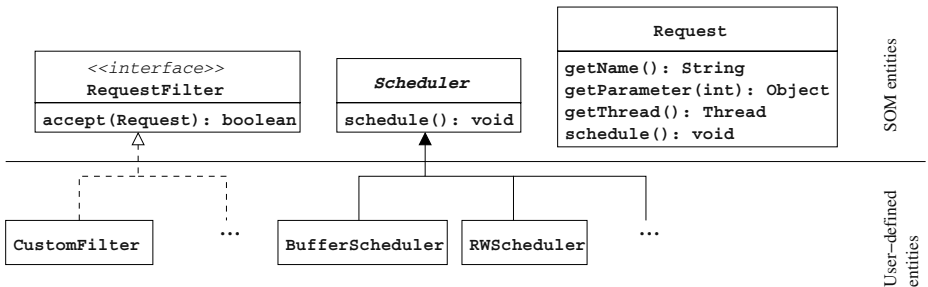 <<interface>>
RequestFilter
accept(Request): boolean
Scheduler
schedule(): void
Request
getName(): String
getParameter(int): Object
getThread(): Thread
schedule(): void
SOM entities
CustomFilter
...
BufferScheduler
RWScheduler
...
User–defined
entities